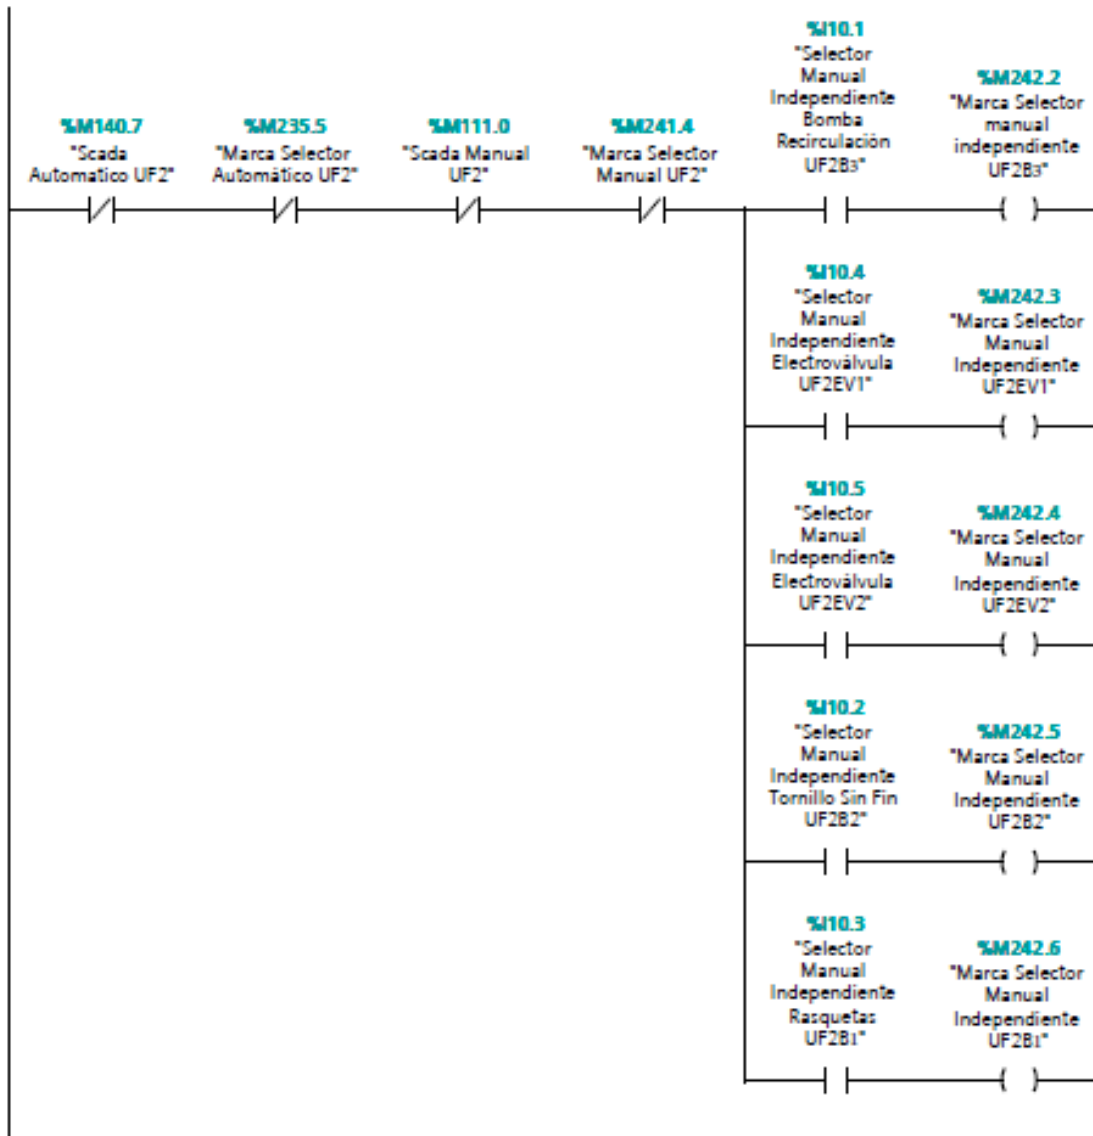 %M140.7
"Scada
Automatico UF2"
%M235.5
"Marca Selector
Automático UF2"
%M111.0
"Scada Manual
UF2"
%M241.4
"Marca Selector
Manual UF2"
%I10.1
"Selector
Manual
Independiente
Bomba
Recirculación
UF2B3"
%M242.2
"Marca Selector
manual
independiente
UF2B3"
%I10.4
"Selector
Manual
Independiente
Electroválvula
UF2EV1"
%M242.3
"Marca Selector
Manual
Independiente
UF2EV1"
%I10.5
"Selector
Manual
Independiente
Electroválvula
UF2EV2"
%M242.4
"Marca Selector
Manual
Independiente
UF2EV2"
%I10.2
"Selector
Manual
Independiente
Tornillo Sin Fin
UF2B2"
%M242.5
"Marca Selector
Manual
Independiente
UF2B2"
%I10.3
"Selector
Manual
Independiente
Rasquetas
UF2B1"
%M242.6
"Marca Selector
Manual
Independiente
UF2B1"